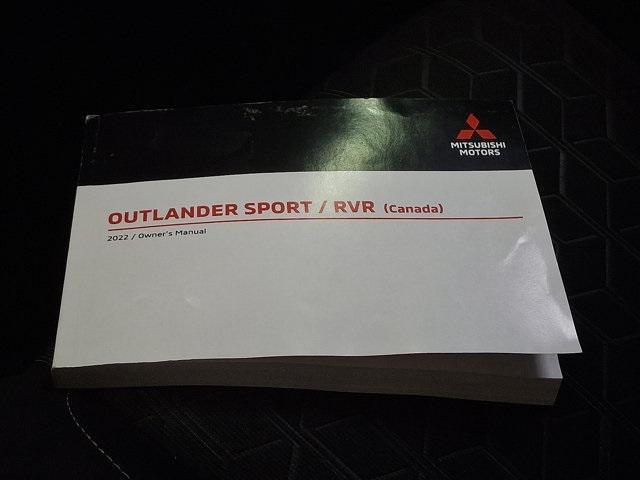 MITSUBISHI
MOTORS
OUTLANDER SPORT / RVR (Canada)
2022 / Owner's Manual